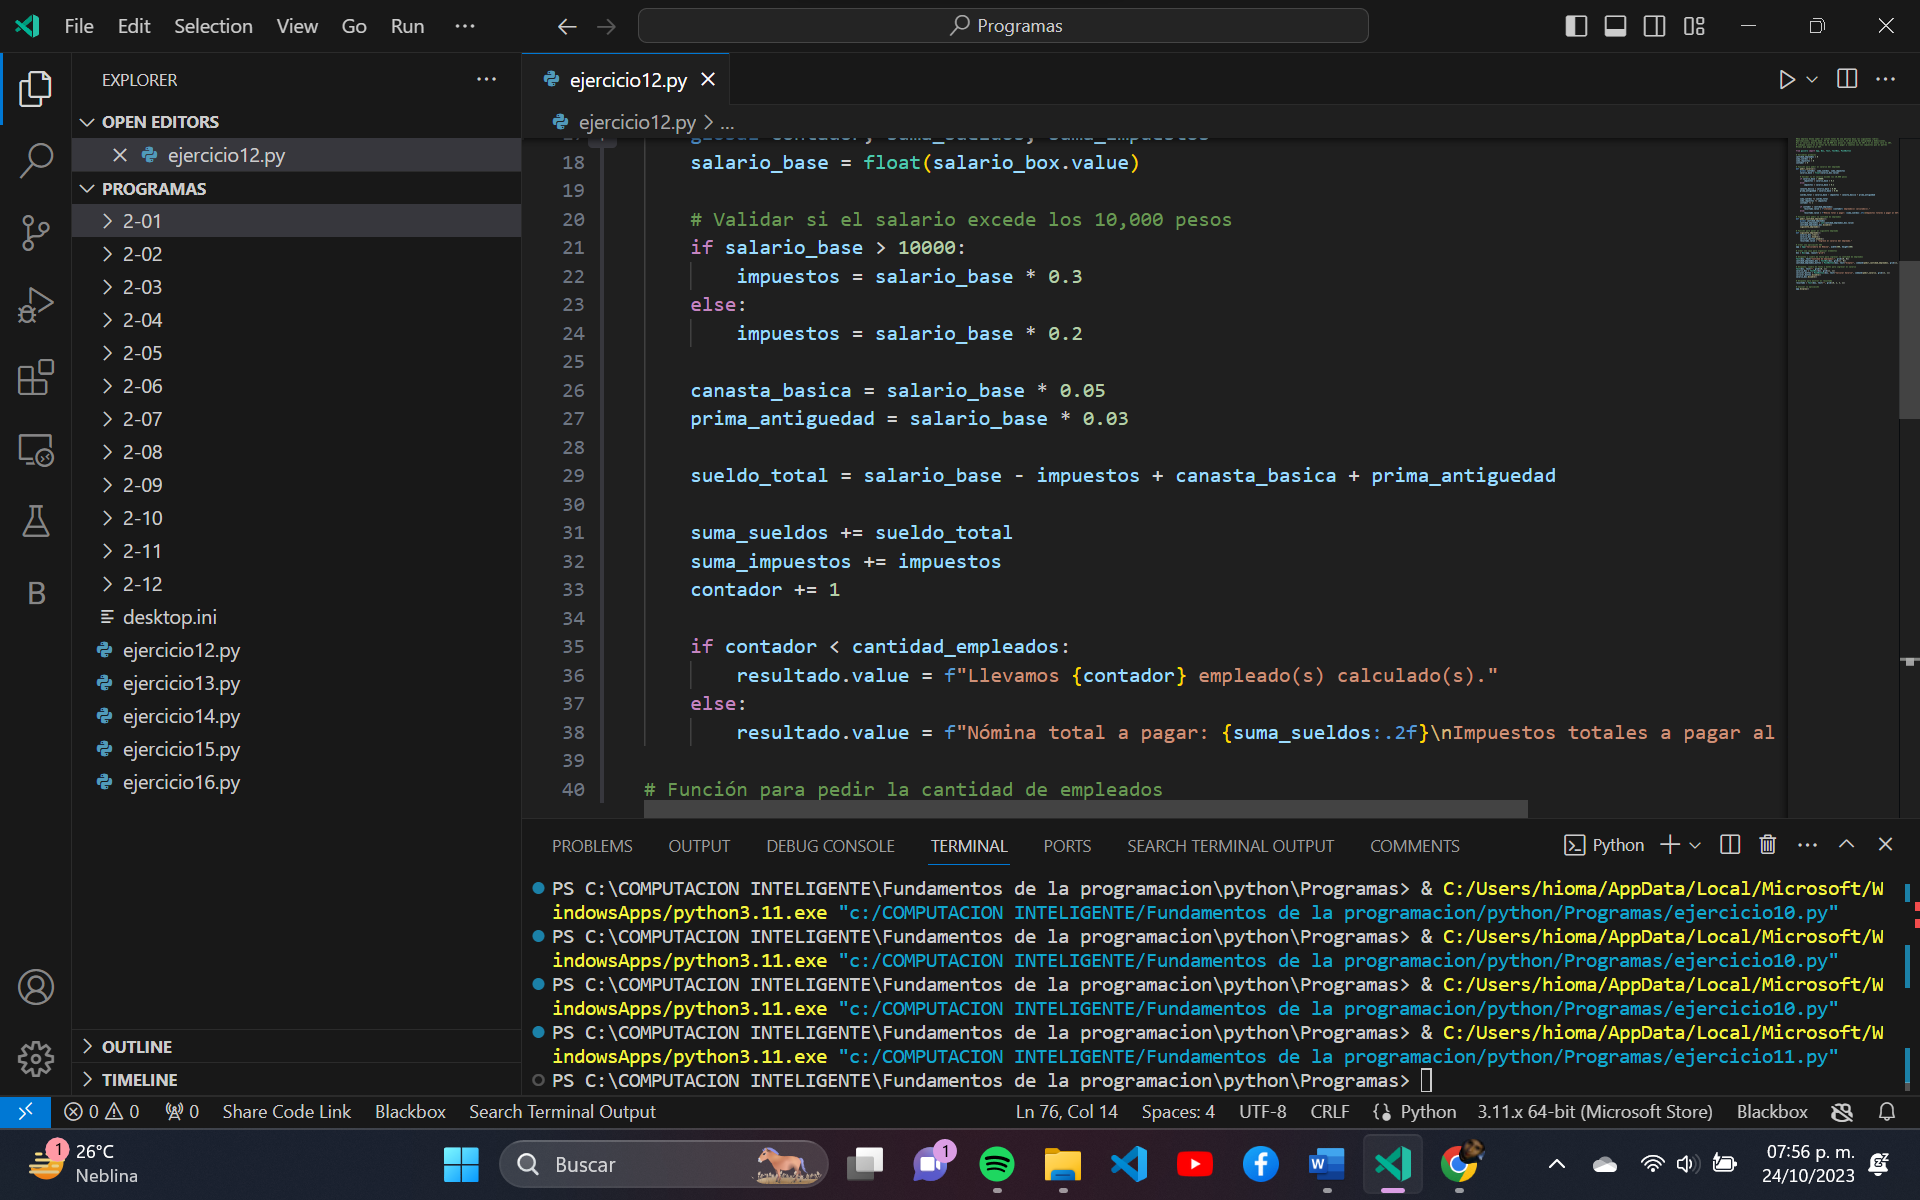 File Edit Selection View Go Run ···
Programas
EXPLORER
OPEN EDITORS
ejercicio12.py
PROGRAMAS
2-01
2-02
2-03
2-04
2-05
2-06
2-07
2-08
2-09
2-10
2-11
2-12
desktop.ini
ejercicio12.py
ejercicio13.py
ejercicio14.py
ejercicio15.py
ejercicio16.py
OUTLINE
TIMELINE
B
ejercicio12.py
ejercicio12.py > ...
18 salario_base = float(salario_box.value)
19
20 # Validar si el salario excede los 10,000 pesos
21 if salario_base > 10000:
22 impuestos = salario_base * 0.3
23 else:
24 impuestos = salario_base * 0.2
25
26 canasta_basica = salario_base * 0.05
27 prima_antiguedad = salario_base * 0.03
28
29 sueldo_total = salario_base - impuestos + canasta_basica + prima_antiguedad
30
31 suma_sueldos += sueldo_total
32 suma_impuestos += impuestos
33 contador += 1
34
35 if contador < cantidad_empleados:
36 resultado.value = f"Llevamos {contador} empleado(s) calculado(s)."
37 else:
38 resultado.value = f"Nómina total a pagar: {suma_sueldos:.2f}\nImpuestos totales a pagar al
39
40 # Función para pedir la cantidad de empleados
PROBLEMS OUTPUT DEBUG CONSOLE TERMINAL PORTS SEARCH TERMINAL OUTPUT COMMENTS
Python
PS C:\COMPUTACION INTELIGENTE\Fundamentos de la programacion\python\Programas> & C:/Users/hioma/AppData/Local/Microsoft/W
indowsApps/python3.11.exe "c:/COMPUTACION INTELIGENTE/Fundamentos de la programacion/python/Programas/ejercicio10.py"
PS C:\COMPUTACION INTELIGENTE\Fundamentos de la programacion\python\Programas> & C:/Users/hioma/AppData/Local/Microsoft/W
indowsApps/python3.11.exe "c:/COMPUTACION INTELIGENTE/Fundamentos de la programacion/python/Programas/ejercicio10.py"
PS C:\COMPUTACION INTELIGENTE\Fundamentos de la programacion\python\Programas> & C:/Users/hioma/AppData/Local/Microsoft/W
indowsApps/python3.11.exe "c:/COMPUTACION INTELIGENTE/Fundamentos de la programacion/python/Programas/ejercicio10.py"
PS C:\COMPUTACION INTELIGENTE\Fundamentos de la programacion\python\Programas> & C:/Users/hioma/AppData/Local/Microsoft/W
indowsApps/python3.11.exe "c:/COMPUTACION INTELIGENTE/Fundamentos de la programacion/python/Programas/ejercicio11.py"
PS C:\COMPUTACION INTELIGENTE\Fundamentos de la programacion\python\Programas>
0 0 0 Share Code Link Blackbox Search Terminal Output Ln 76, Col 14 Spaces: 4 UTF-8 CRLF Python 3.11.x 64-bit (Microsoft Store) Blackbox
1 26°C
Neblina
Buscar
1
W
07:56 p. m.
24/10/2023